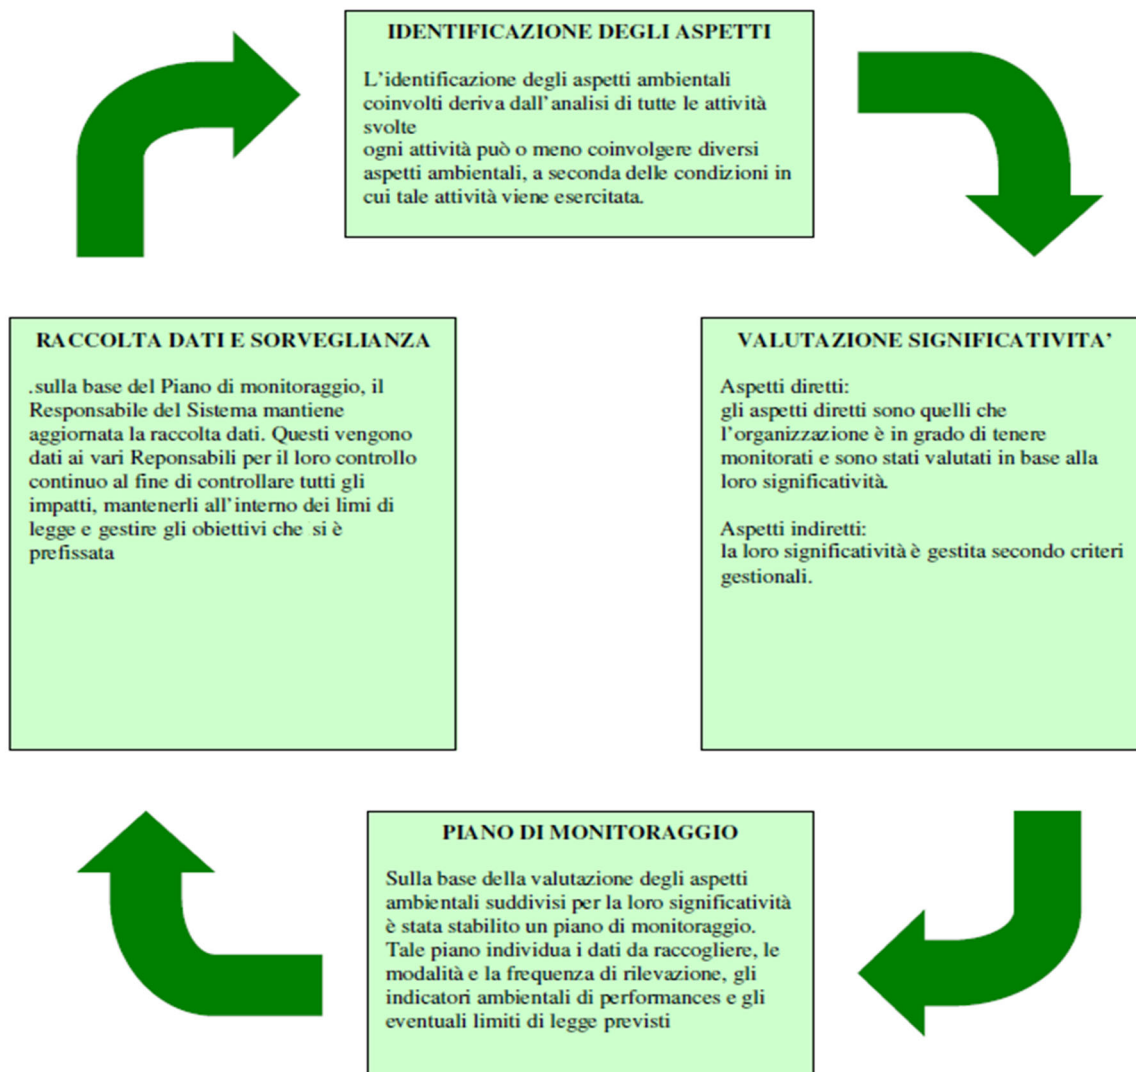 IDENTIFICAZIONE DEGLI ASPETTI
L'identificazione degli aspetti ambientali
coinvolti deriva dall'analisi di tutte le attività
svolte
ogni attività può o meno coinvolgere diversi
aspetti ambientali, a seconda delle condizioni in
cui tale attività viene esercitata.
VALUTAZIONE SIGNIFICATIVITA'
Aspetti diretti:
gli aspetti diretti sono quelli che
l'organizzazione è in grado di tenere
monitorati e sono stati valutati in base alla
loro significatività.
Aspetti indiretti:
la loro significatività è gestita secondo criteri
gestionali.
PIANO DI MONITORAGGIO
Sulla base della valutazione degli aspetti
ambientali suddivisi per la loro significatività
è stata stabilito un piano di monitoraggio.
Tale piano individua i dati da raccogliere, le
modalità e la frequenza di rilevazione, gli
indicatori ambientali di performances e gli
eventuali limiti di legge previsti
RACCOLTA DATI E SORVEGLIANZA
.sulla base del Piano di monitoraggio, il
Responsabile del Sistema mantiene
aggiornata la raccolta dati. Questi vengono
dati ai vari Reponsabili per il loro controllo
continuo al fine di controllare tutti gli
impatti, mantenerli all'interno dei limi di
legge e gestire gli obiettivi che si è
prefissata